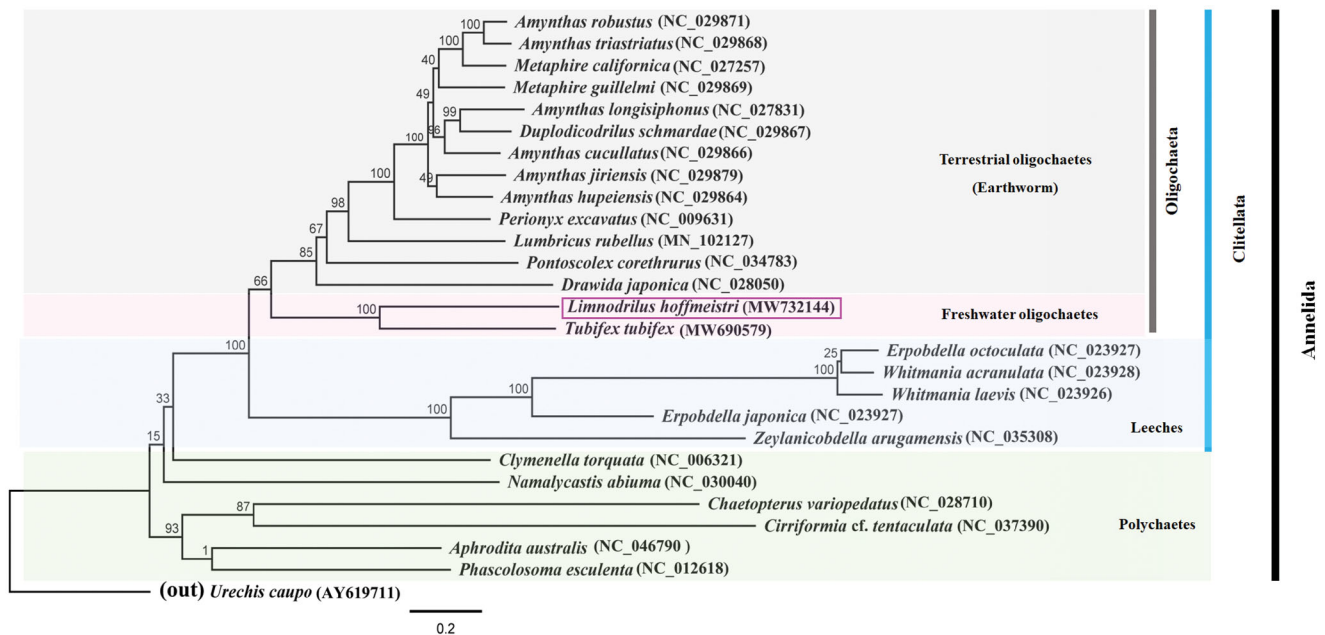 Amynthas robustus (NC_029871)
Amynthas triastriatus (NC_029868)
Metaphire californica (NC_027257)
Metaphire guillelmi (NC_029869)
Amynthas longisiphonus (NC_027831)
Duplodicodrilus schmardae (NC_029867)
Amynthas cucullatus (NC_029866)
Amynthas jiriensis (NC_029879)
Amynthas hupeiensis (NC_029864)
Perionyx excavatus (NC_009631)
Lumbricus rubellus (MN_102127)
Pontoscolex corethrurus (NC_034783)
Drawida japonica (NC_028050)
Limnodrilus hoffmeistri (MW732144)
Tubifex tubifex (MW690579)
Erpobdella octoculata (NC_023927)
Whitmania acranulata (NC_023928)
Whitmania laevis (NC_023926)
Erpobdella japonica (NC_023927)
Zeylanicobdella arugamensis (NC_035308)
Clymenella torquata (NC_006321)
Namalycastis abiuma (NC_030040)
Chaetopterus variopedatus (NC_028710)
Cirriformia cf. tentaculata (NC_037390)
Aphrodita australis (NC_046790 )
Phascolosoma esculenta (NC_012618)
(out) Urechis caupo (AY619711)
100
100
40
49
99
96
100
49
100
98
67
85
66
100
100
25
100
100
100
33
15
87
93
1
0.2
Terrestrial oligochaetes
(Earthworm)
Freshwater oligochaetes
Leeches
Polychaetes
Oligochaeta
Clitellata
Annelida